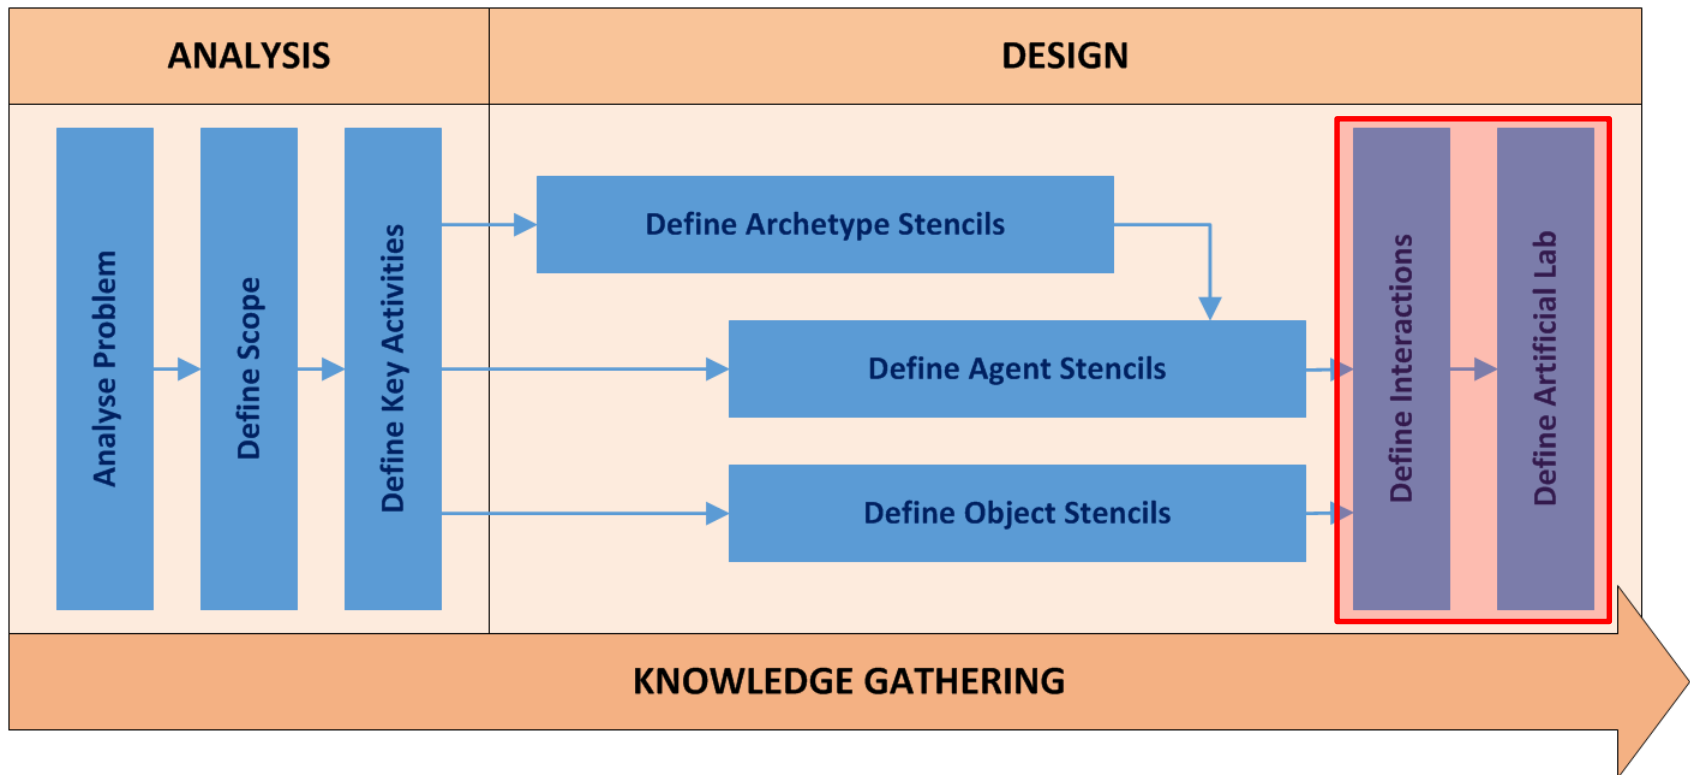 ANALYSIS
DESIGN
Analyse Problem
Define Scope
Define Key Activities
Define Archetype Stencils
Define Agent Stencils
Define Object Stencils
Define Interactions
Define Artificial Lab
KNOWLEDGE GATHERING